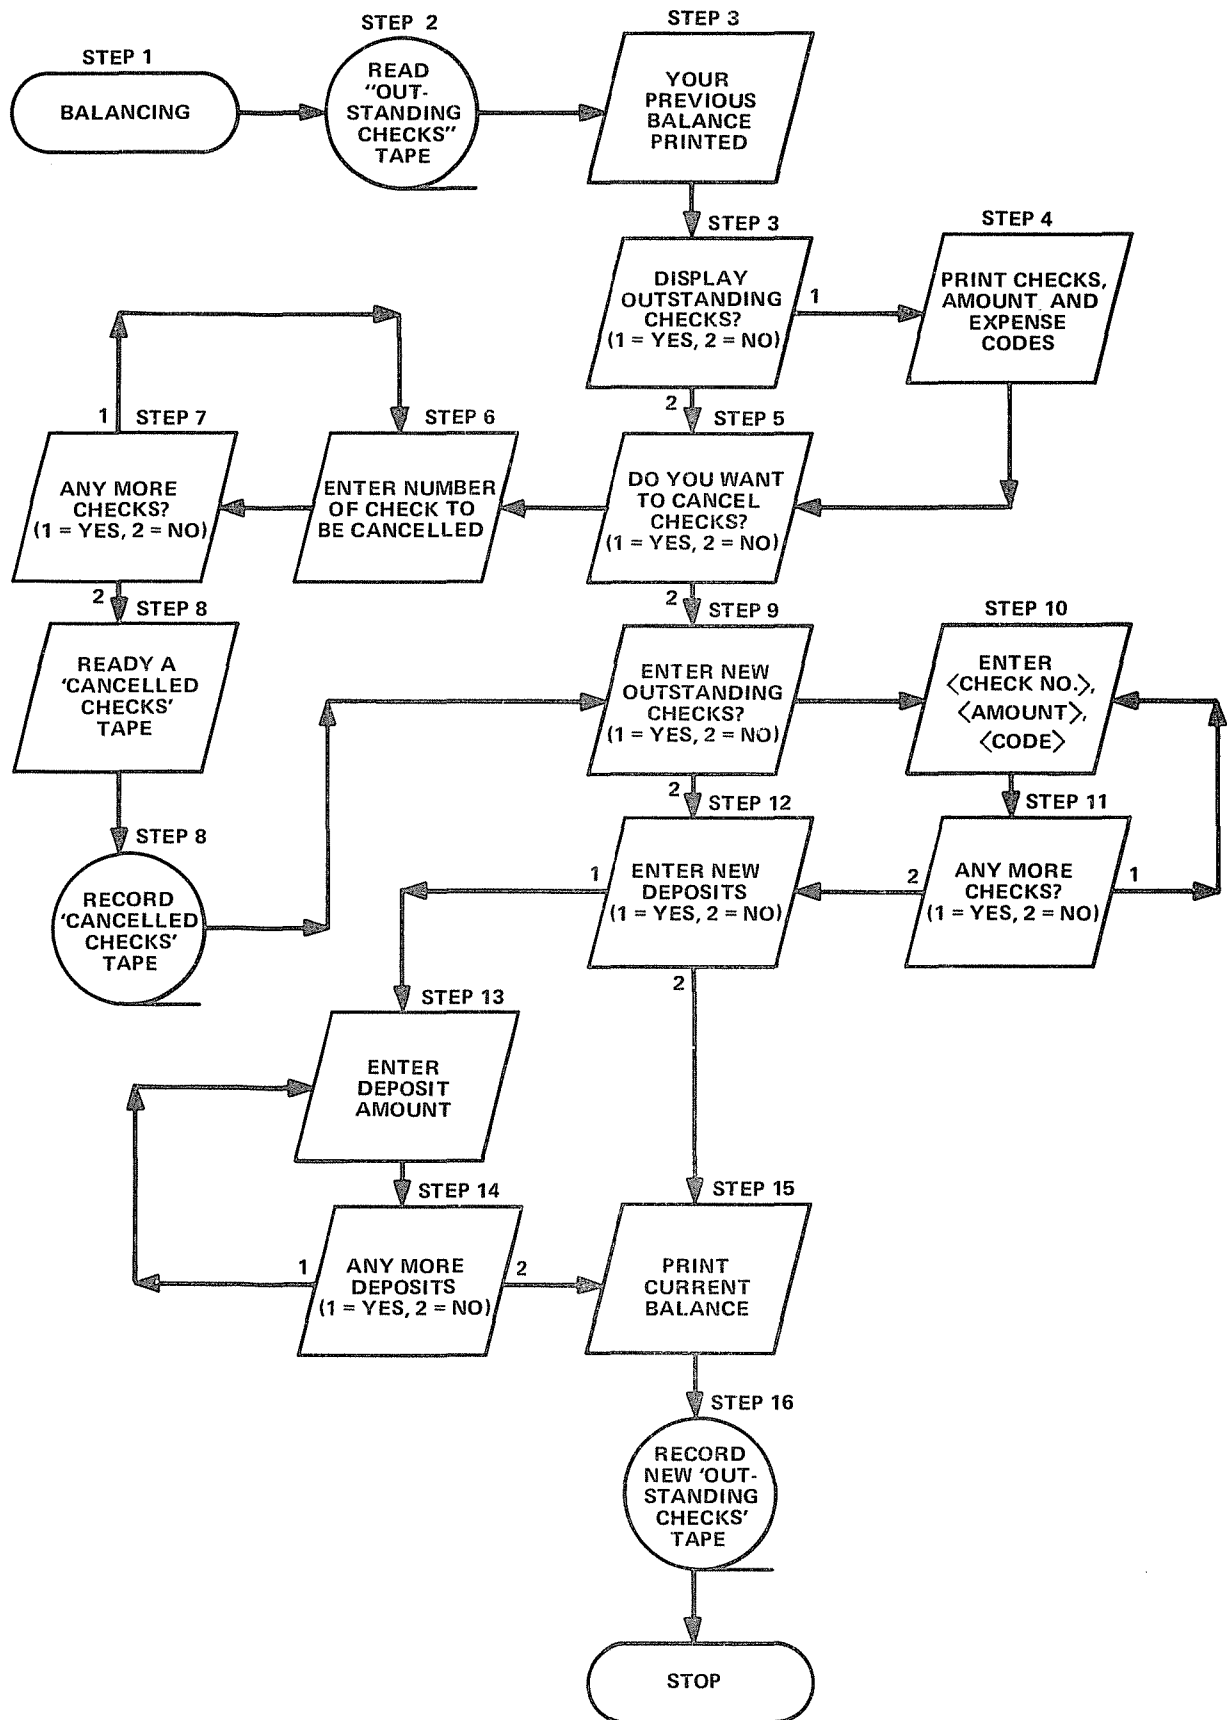 STEP 1
BALANCING
STEP 2
READ
"OUT-
STANDING
CHECKS"
TAPE
STEP 3
YOUR
PREVIOUS
BALANCE
PRINTED
STEP 3
DISPLAY
OUTSTANDING
CHECKS?
(1 = YES, 2 = NO)
1
2
STEP 4
PRINT CHECKS,
AMOUNT AND
EXPENSE
CODES
STEP 5
DO YOU WANT
TO CANCEL
CHECKS?
(1 = YES, 2 = NO)
2
STEP 6
ENTER NUMBER
OF CHECK TO
BE CANCELLED
1
STEP 7
ANY MORE
CHECKS?
(1 = YES, 2 = NO)
2
STEP 8
READY A
'CANCELLED
CHECKS'
TAPE
STEP 8
RECORD
'CANCELLED
CHECKS'
TAPE
STEP 9
ENTER NEW
OUTSTANDING
CHECKS?
(1 = YES, 2 = NO)
2
STEP 10
ENTER
<CHECK NO.>,
<AMOUNT>,
<CODE>
STEP 11
ANY MORE
CHECKS?
(1 = YES, 2 = NO)
2
1
STEP 12
ENTER NEW
DEPOSITS
(1 = YES, 2 = NO)
1
2
STEP 13
ENTER
DEPOSIT
AMOUNT
STEP 14
ANY MORE
DEPOSITS
(1 = YES, 2 = NO)
1
2
STEP 15
PRINT
CURRENT
BALANCE
STEP 16
RECORD
NEW 'OUT-
STANDING
CHECKS'
TAPE
STOP